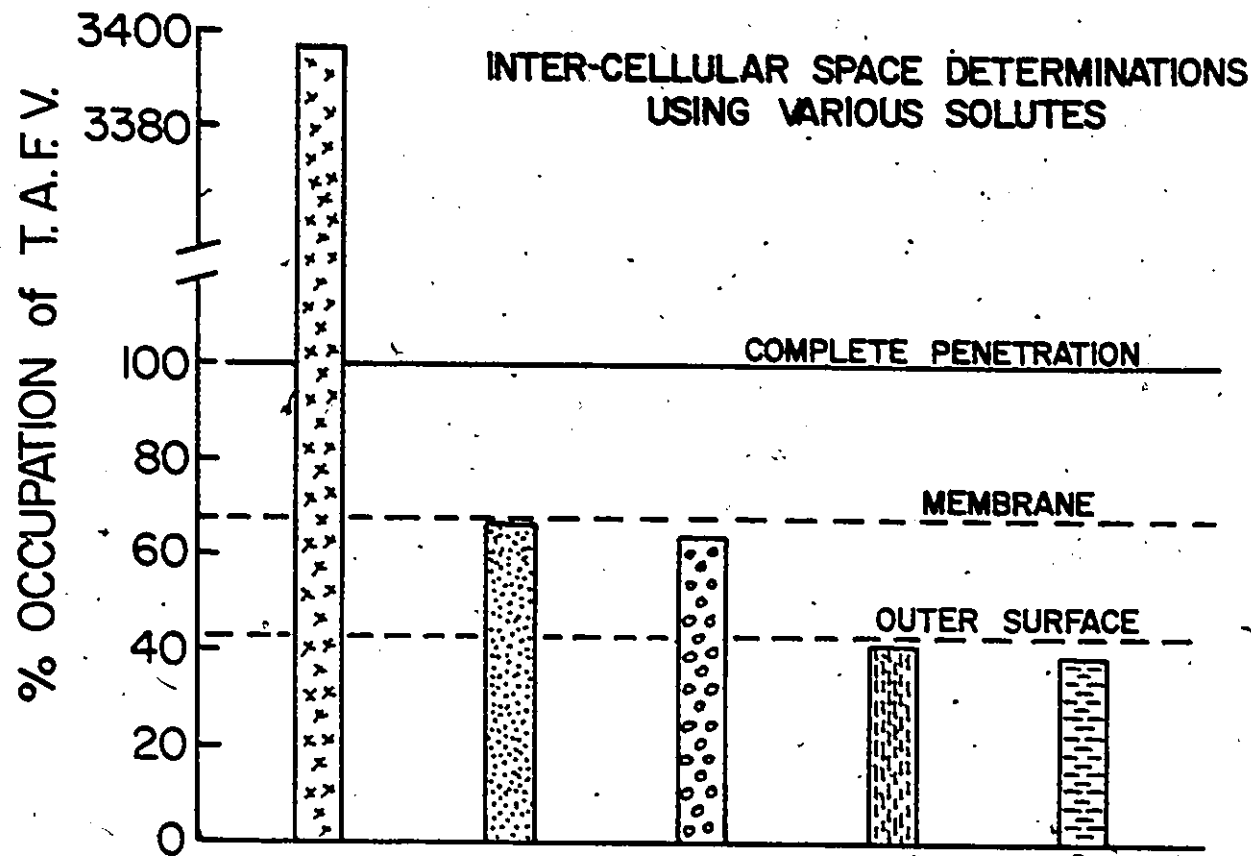 INTER-CELLULAR SPACE DETERMINATIONS
USING VARIOUS SOLUTES
% OCCUPATION of T.A.F.V.
3400
3380
100
80
60
40
20
0
COMPLETE PENETRATION
MEMBRANE
OUTER SURFACE